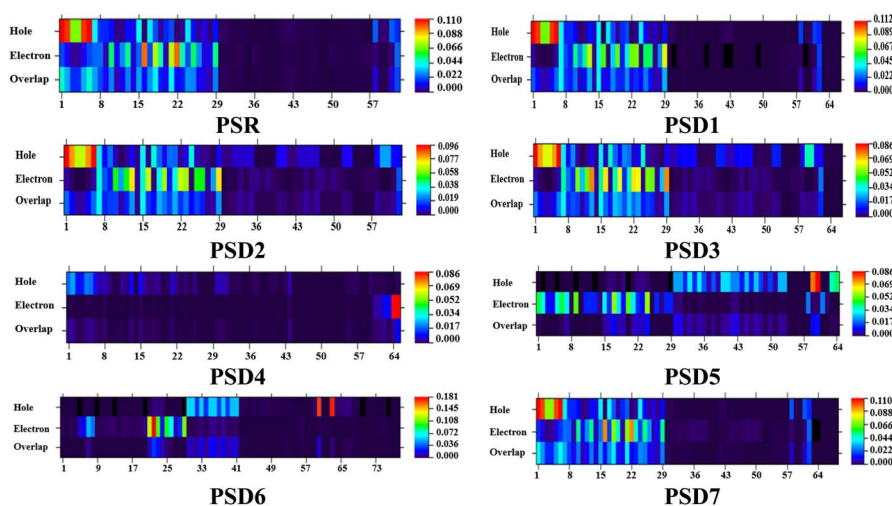 Hole
Electron
Overlap
0.110
0.088
0.066
0.044
0.022
0.000
1 8 15 22 29 36 43 50 57
PSR
Hole
Electron
Overlap
0.112
0.090
0.067
0.045
0.022
0.000
1 8 15 22 29 36 43 50 57 64
PSD1
Hole
Electron
Overlap
0.096
0.077
0.058
0.038
0.019
0.000
1 8 15 22 29 36 43 50 57
PSD2
Hole
Electron
Overlap
0.086
0.069
0.052
0.034
0.017
0.000
1 8 15 22 29 36 43 50 57 64
PSD3
Hole
Electron
Overlap
0.086
0.069
0.052
0.034
0.017
0.000
1 8 15 22 29 36 43 50 57 64
PSD4
Hole
Electron
Overlap
0.086
0.069
0.052
0.034
0.017
0.000
1 8 15 22 29 36 43 50 57 64
PSD5
Hole
Electron
Overlap
0.181
0.145
0.108
0.072
0.036
0.000
1 9 17 25 33 41 49 57 65 73
PSD6
Hole
Electron
Overlap
0.110
0.088
0.066
0.044
0.022
0.000
1 8 15 22 29 36 43 50 57 64
PSD7